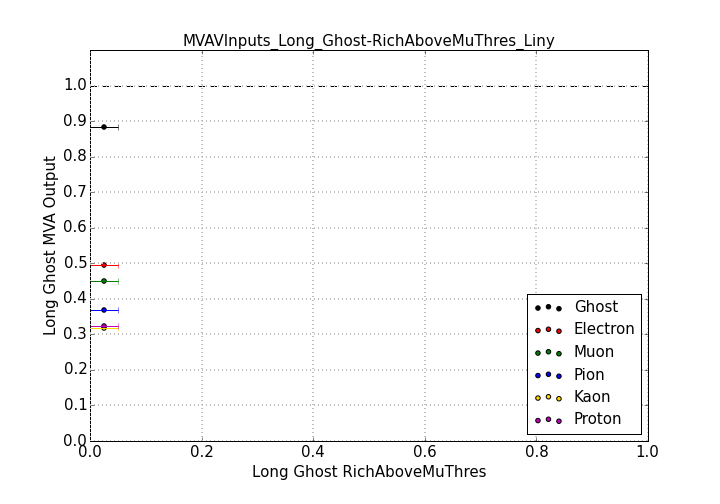 MVAVInputs_Long_Ghost-RichAboveMuThres_Liny
Long Ghost MVA Output
1.0
0.9
0.8
0.7
0.6
0.5
0.4
0.3
0.2
0.1
0.0
Ghost
Electron
Muon
Pion
Kaon
Proton
0.0 0.2 0.4 0.6 0.8 1.0
Long Ghost RichAboveMuThres